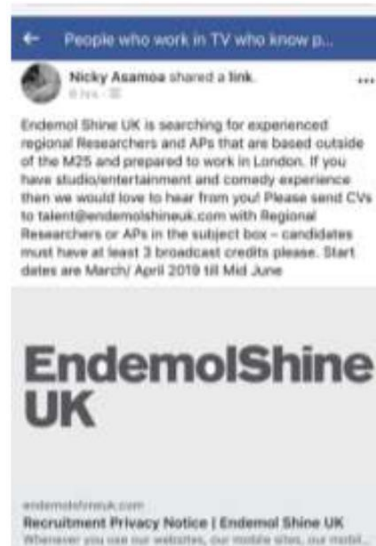 People who work in TV who know p...
Nicky Asamoa shared a link.
8 hrs
Endemol Shine UK is searching for experienced
regional Researchers and APs that are based outside
of the M25 and prepared to work in London. If you
have studio/entertainment and comedy experience
then we would love to hear from you! Please send CVs
to talent@endemolshineuk.com with Regional
Researchers or APs in the subject box – candidates
must have at least 3 broadcast credits please. Start
dates are March/ April 2019 till Mid June
EndemolShine
UK
endemolshineuk.com
Recruitment Privacy Notice | Endemol Shine UK
Whenever you use our websites, our mobile sites, our mobil...